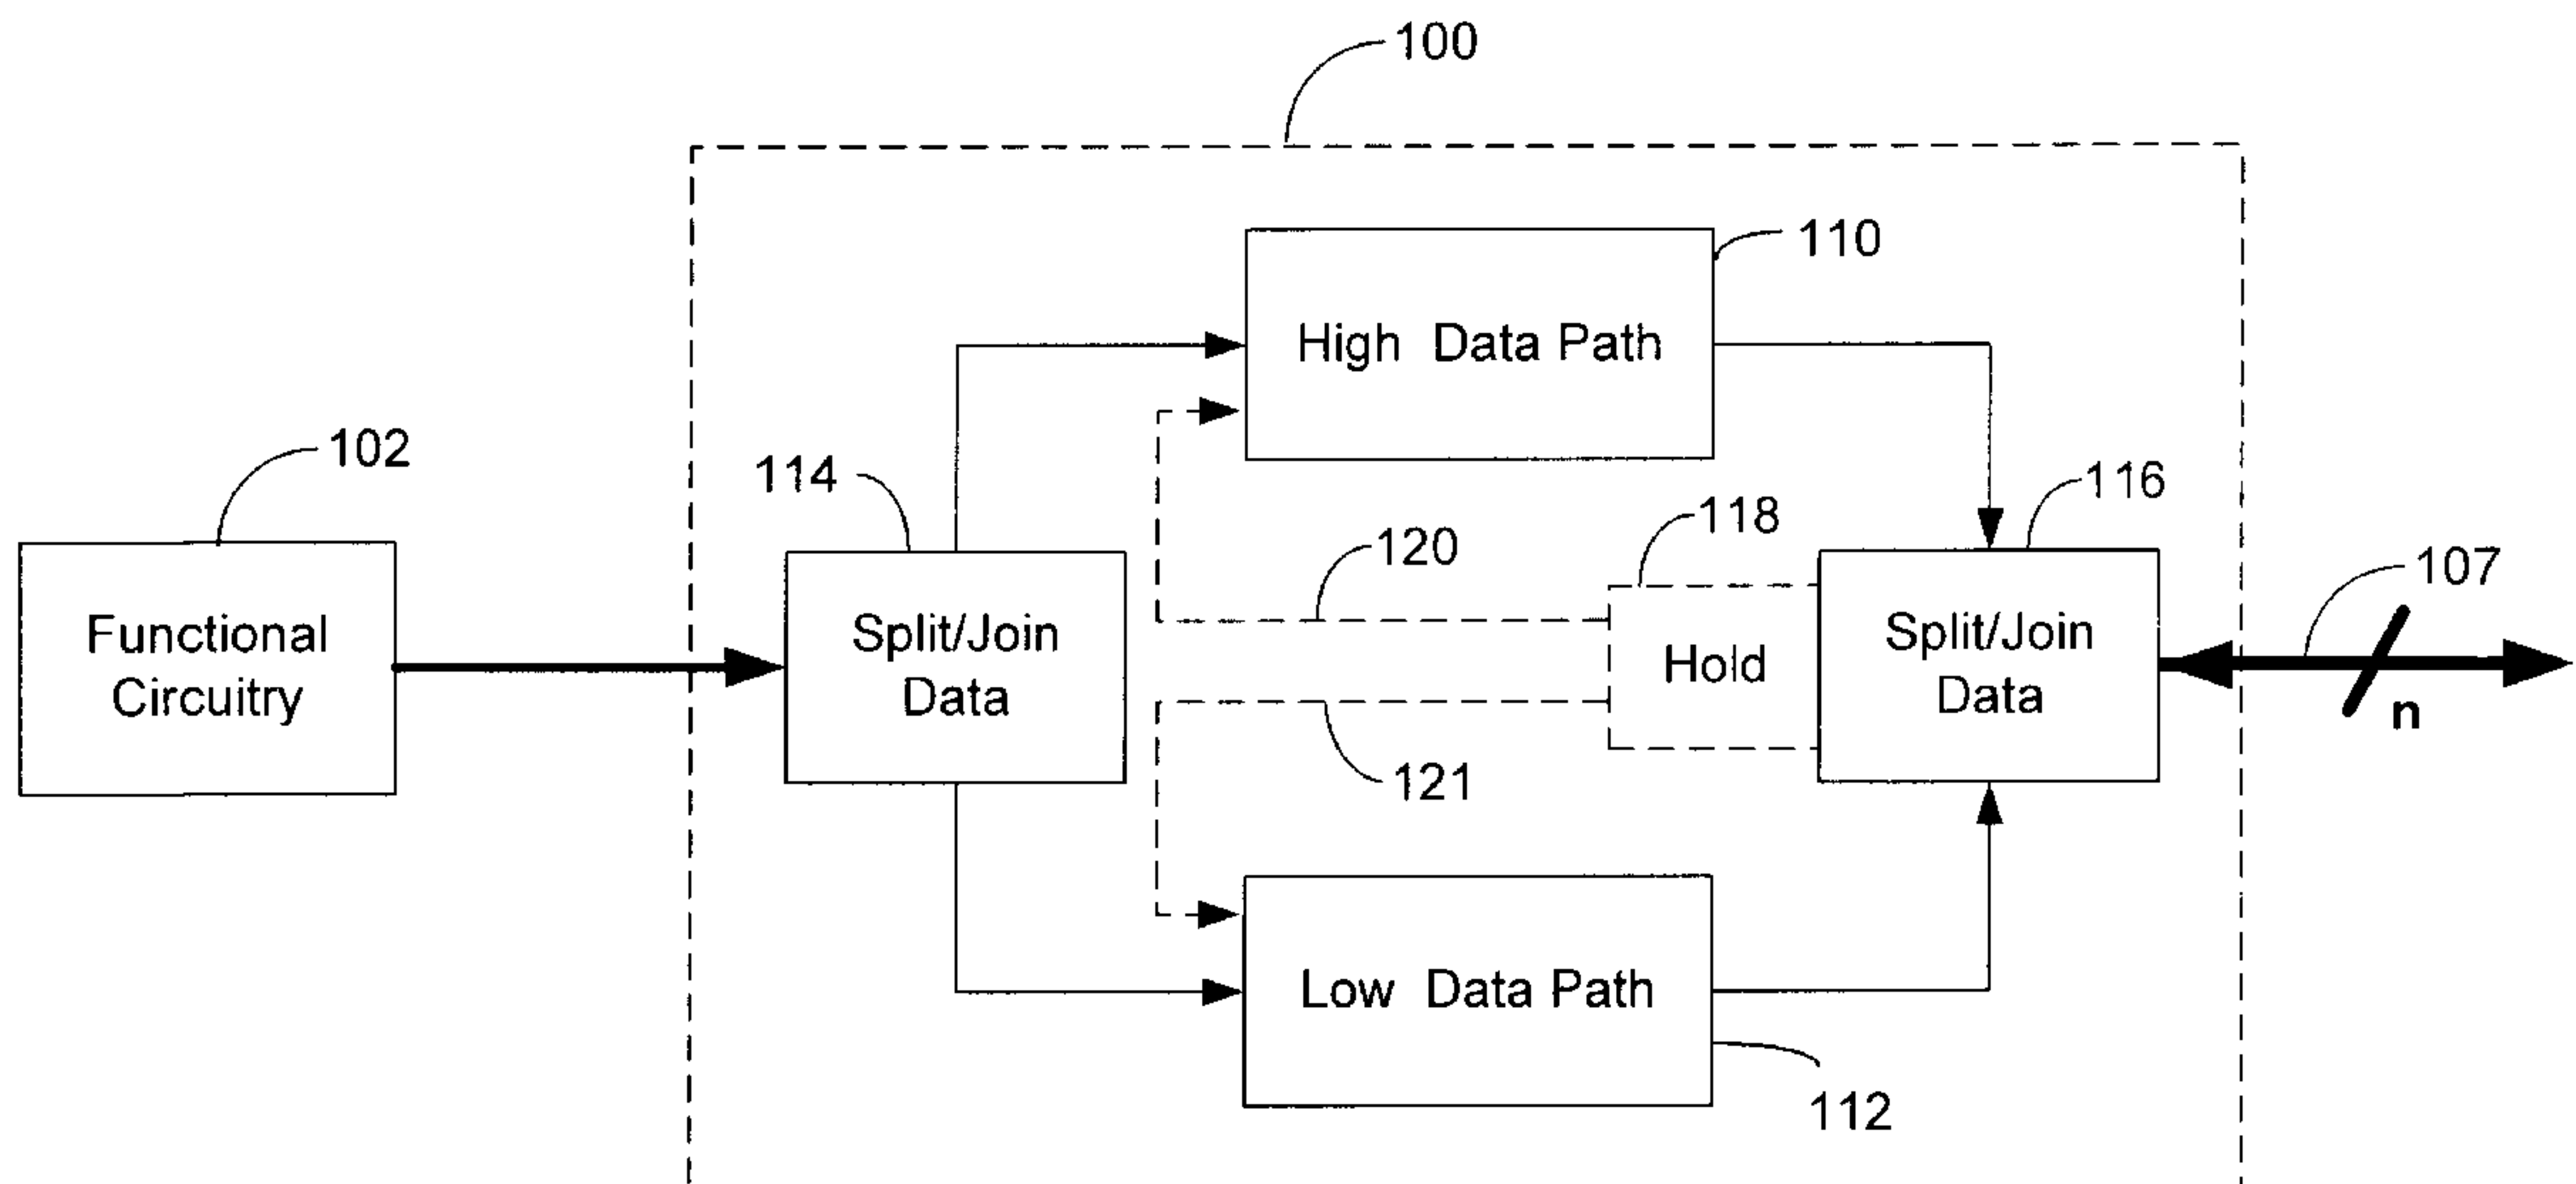 100
110
High Data Path
102
114
116
118
120
107
Functional
Circuitry
Split/Join
Data
Hold
Split/Join
Data
n
121
Low Data Path
112